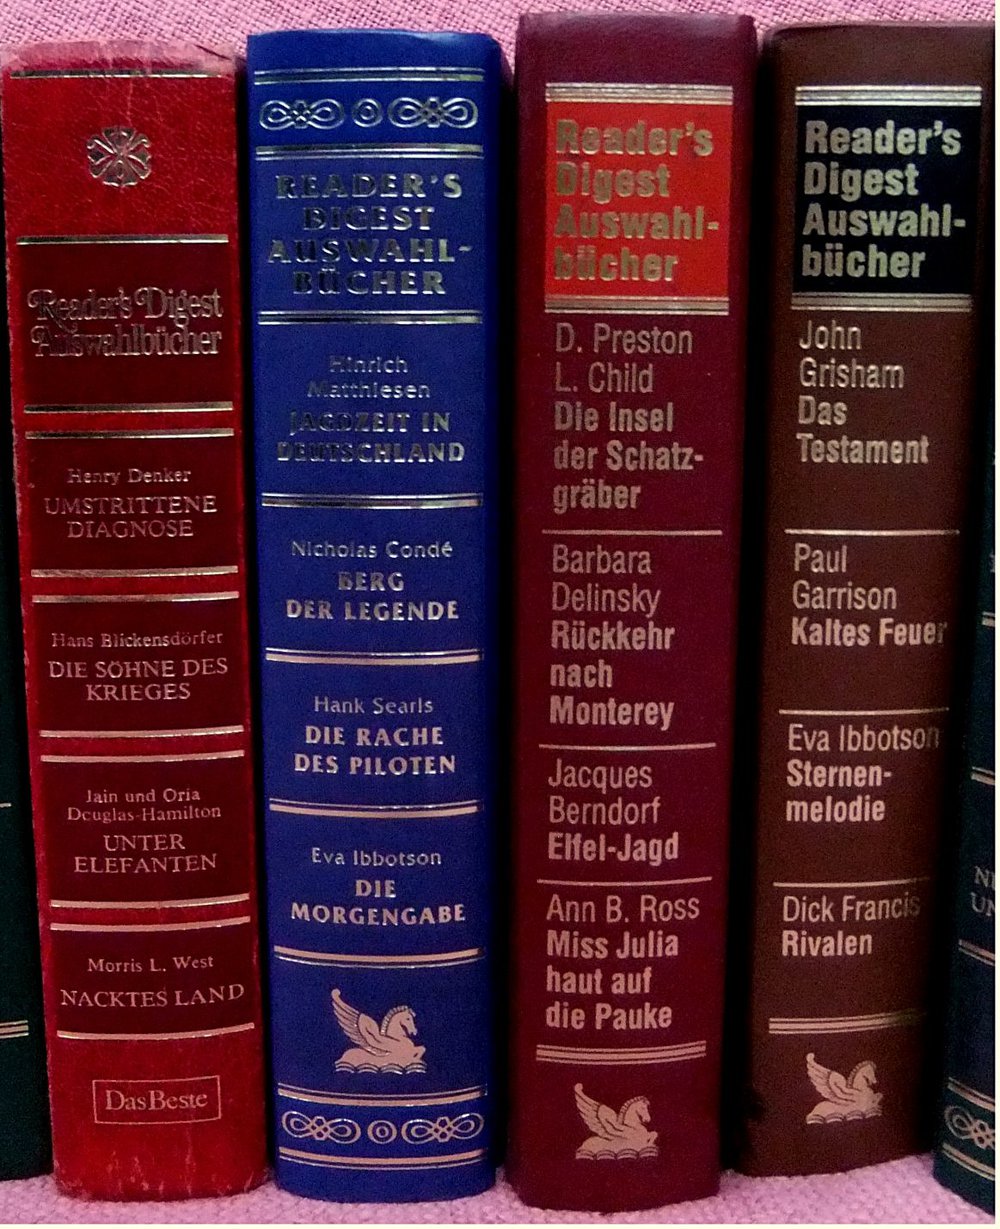 Reader's Digest
Auswahlbücher
Henry Denker
UMSTRITTENE
DIAGNOSE
Hans Blickensdörfer
DIE SÖHNE DES
KRIEGES
Jain und Oria
Douglas-Hamilton
UNTER
ELEFANTEN
Morris L. West
NACKTES LAND
DasBeste
READER'S
DIGEST
AUSWAHL-
BÜCHER
Hinrich
Matthiesen
JAGDZEIT IN
DEUTSCHLAND
Nicholas Condé
BERG
DER LEGENDE
Hank Searls
DIE RACHE
DES PILOTEN
Eva Ibbotson
DIE
MORGENGABE
Reader's
Digest
Auswahl-
bücher
D. Preston
L. Child
Die Insel
der Schatz-
gräber
Barbara
Delinsky
Rückkehr
nach
Monterey
Jacques
Berndorf
Eifel-Jagd
Ann B. Ross
Miss Julia
haut auf
die Pauke
Reader's
Digest
Auswahl-
bücher
John
Grisham
Das
Testament
Paul
Garrison
Kaltes Feuer
Eva Ibbotson
Sternen-
melodie
Dick Francis
Rivalen